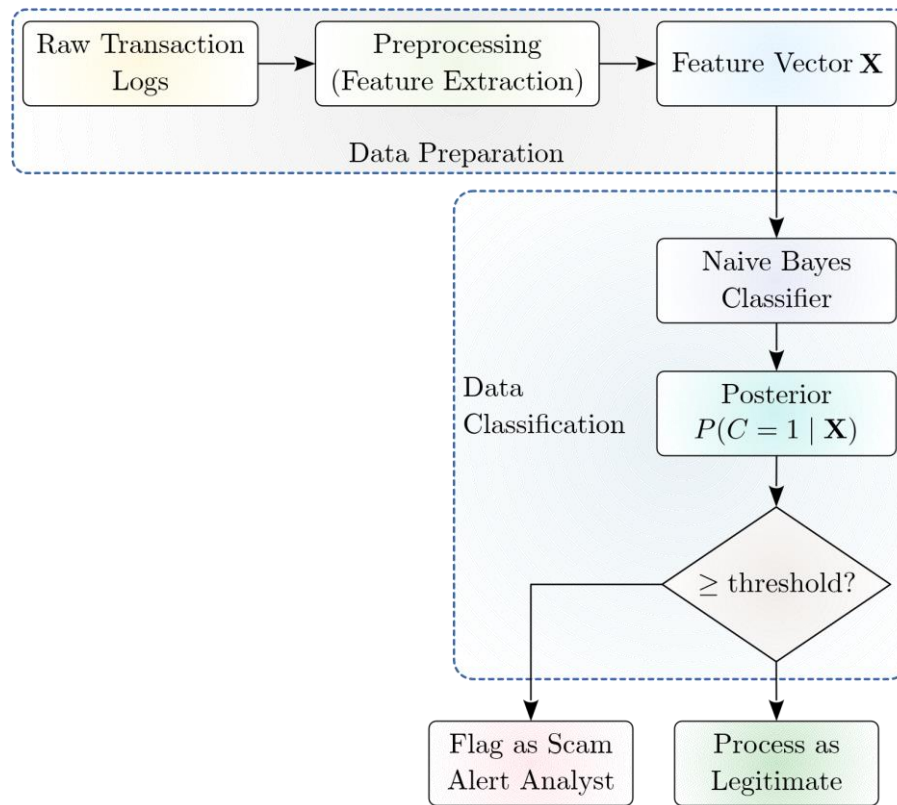 Raw Transaction
Logs
Preprocessing
(Feature Extraction)
Feature Vector X
Data Preparation
Naive Bayes
Classifier
Data
Classification
Posterior
P(C = 1 | X)
≥ threshold?
Flag as Scam
Alert Analyst
Process as
Legitimate